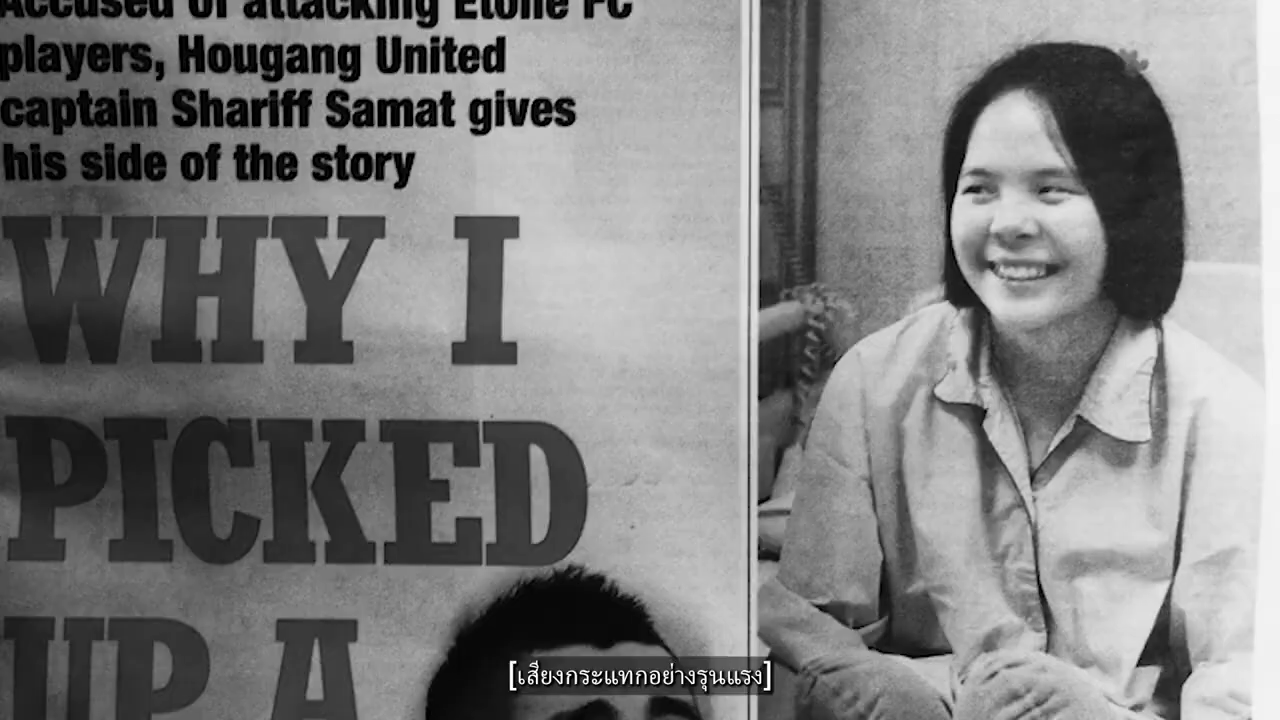 Accused of attacking Etoile FC
players, Hougang United
captain Shariff Samat gives
his side of the story
WHY I
PICKED
UP A
[เสียงกระแทกอย่างรุนแรง]